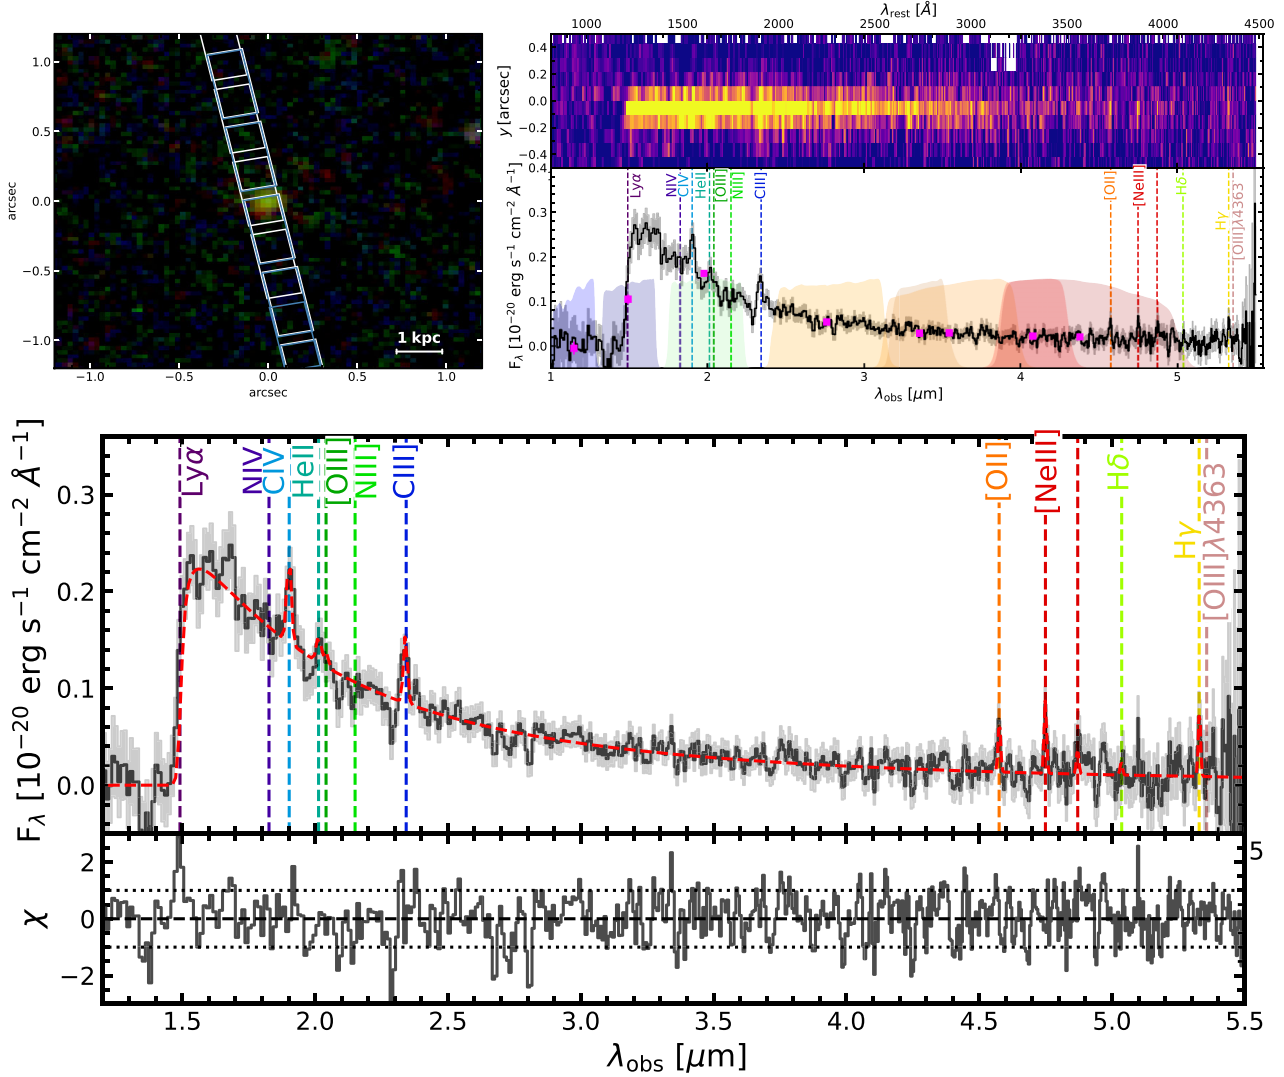 λrest [Å]
1000 1500 2000 2500 3000 3500 4000 4500
1.0
0.5
0.0
−0.5
−1.0
arcsec
1 kpc
−1.0 −0.5 0.0 0.5 1.0
arcsec
0.4
0.2
0.0
−0.2
−0.4
y [arcsec]
Lyα NIV CIV HeII [OIII] NIII] CIII] [OII] [NeIII] Hδ Hγ [OIII]λ4363
0.4
0.3
0.2
0.1
0.0
Fλ [10⁻²⁰ erg s⁻¹ cm⁻² Å⁻¹]
1 2 3 4 5
λobs [μm]
Lyα NIV CIV HeII [OIII] NIII] CIII] [OII] [NeIII] Hδ Hγ [OIII]λ4363
0.3
0.2
0.1
0.0
Fλ [10⁻²⁰ erg s⁻¹ cm⁻² Å⁻¹]
5
2
0
−2
χ
1.5 2.0 2.5 3.0 3.5 4.0 4.5 5.0 5.5
λobs [μm]